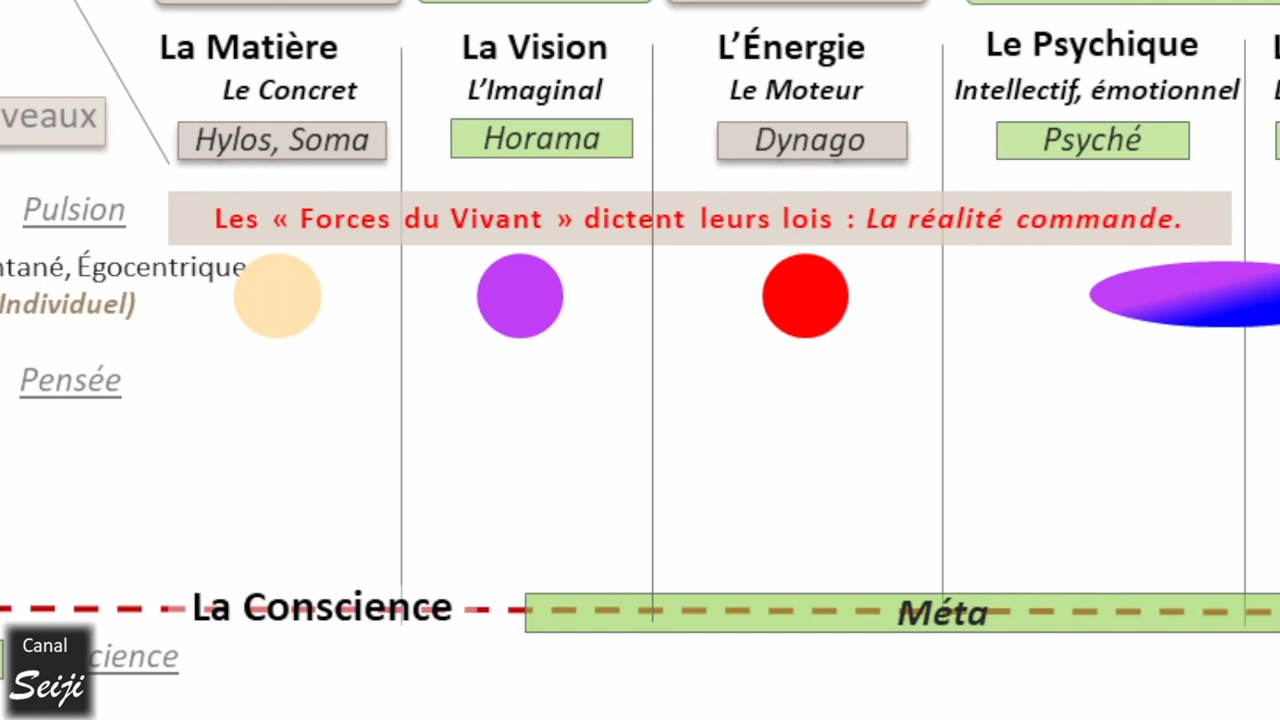 La Matière
La Vision
L’Énergie
Le Psychique
Le Concret
L’Imaginal
Le Moteur
Intellectif, émotionnel
veaux
Hylos, Soma
Horama
Dynago
Psyché
Pulsion
Les « Forces du Vivant » dictent leurs lois : La réalité commande.
ntané, Égocentrique
Individuel)
Pensée
La Conscience
Méta
Canal
Seiji
cience